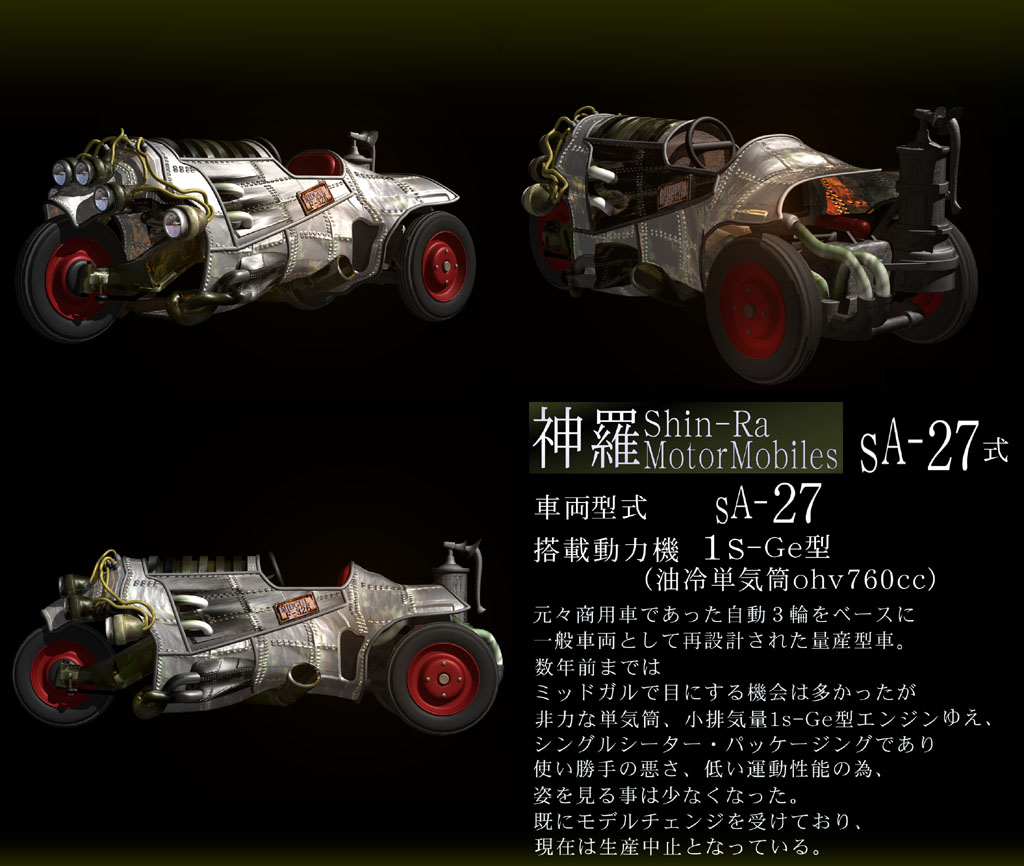 神羅 Shin-Ra
MotorMobiles
sA-27式
車両型式 sA-27
搭載動力機 1s-Ge型
(油冷単気筒ohv760cc)
元々商用車であった自動3輪をベースに
一般車両として再設計された量産型車。
数年前までは
ミッドガルで目にする機会は多かったが
非力な単気筒、小排気量1s-Ge型エンジンゆえ、
シングルシーター・パッケージングであり
使い勝手の悪さ、低い運動性能の為、
姿を見る事は少なくなった。
既にモデルチェンジを受けており、
現在は生産中止となっている。